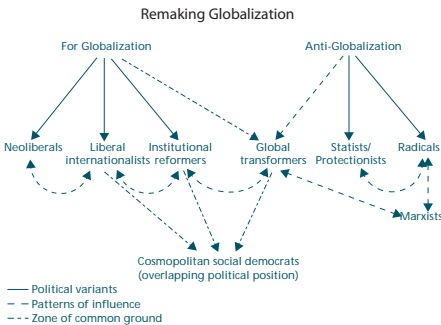 Remaking Globalization
For Globalization
Anti-Globalization
Neoliberals
Liberal
internationalists
Institutional
reformers
Global
transformers
Statists/
Protectionists
Radicals
Marxists
Cosmopolitan social democrats
(overlapping political position)
Political variants
Patterns of influence
Zone of common ground